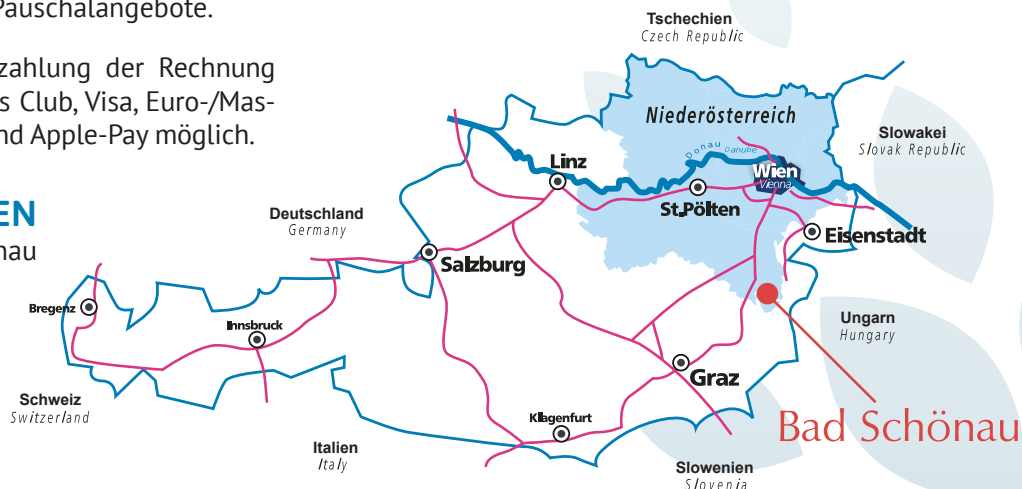 Pauschalangebote.
zahlung der Rechnung
s Club, Visa, Euro-/Mas-
nd Apple-Pay möglich.
EN
nau
Tschechien
Czech Republic
Niederösterreich
Slowakei
Slovak Republic
Donau Danube
Linz
Wien
Vienna
St.Pölten
Deutschland
Germany
Eisenstadt
Salzburg
Bregenz
Innsbruck
Ungarn
Hungary
Graz
Schweiz
Switzerland
Klagenfurt
Bad Schönau
Italien
Italy
Slowenien
Slovenia